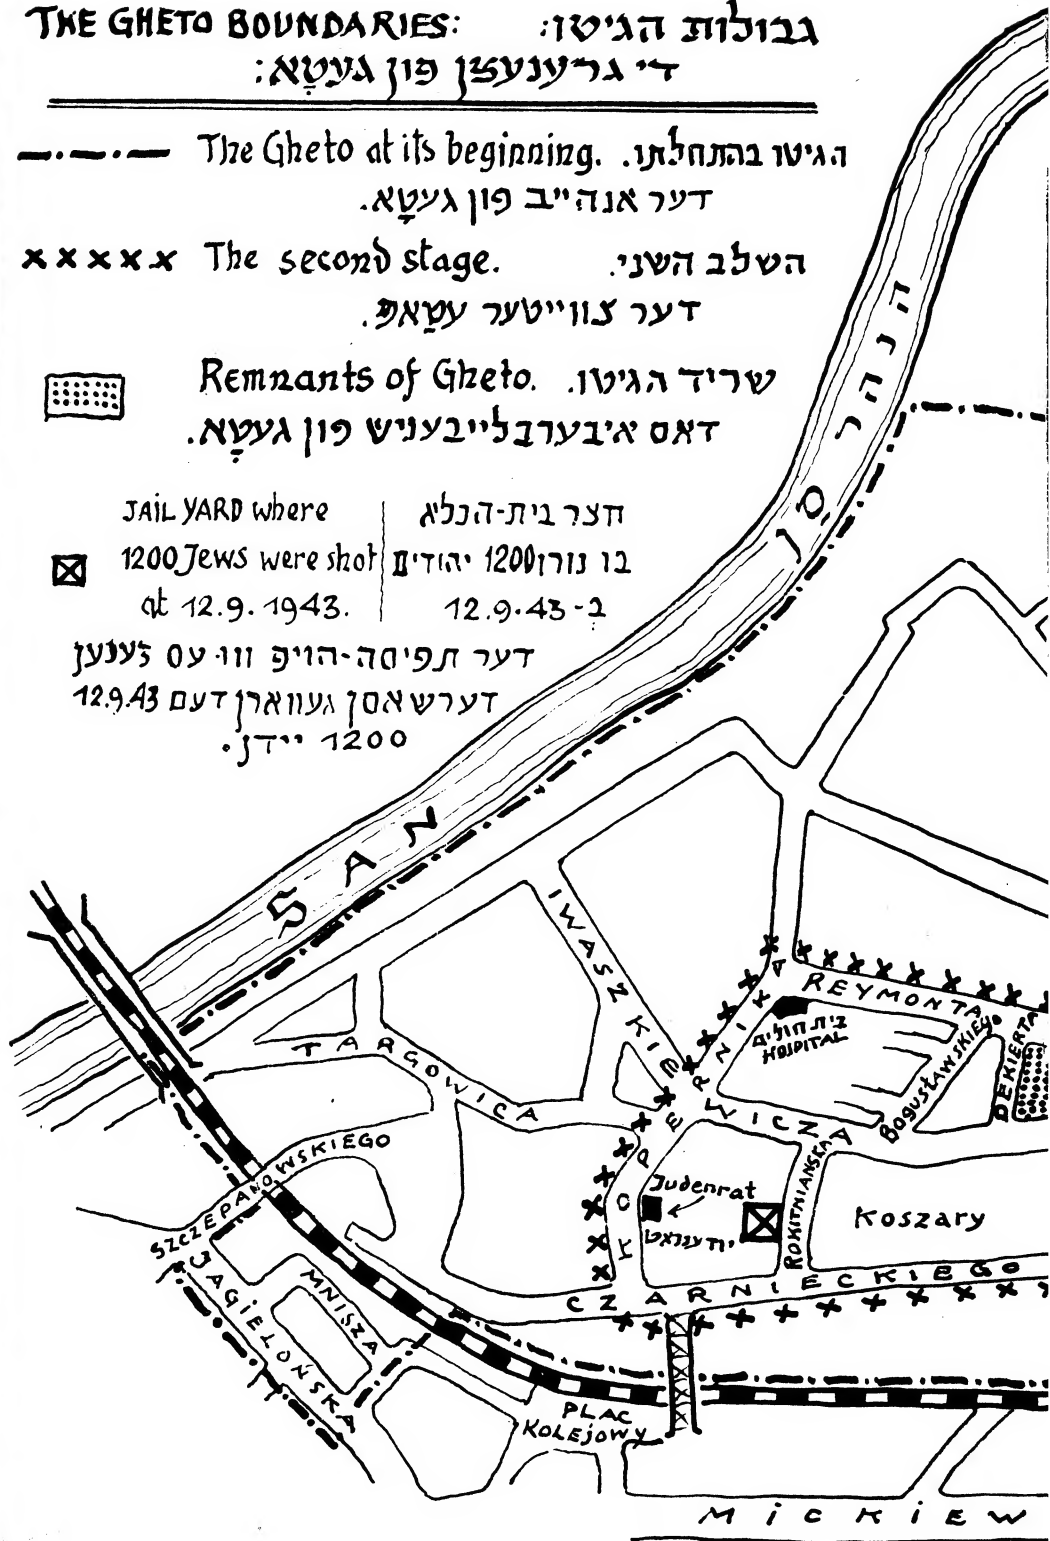 THE GHETO BOUNDARIES: גבולות הגיטו:
די גרענעצן פון געטאָ:
The Gheto at its beginning. הגיטו בהתחלתו.
דער אנהייב פון געטאָ.
The second stage. השלב השני.
דער צווייטער עטאַפּ.
Remnants of Gheto. שריד הגיטו.
דאס איבערבלייבעניש פון געטאָ.
JAIL YARD where חצר בית-הכלא
1200 Jews were shot בו נורו 1200 יהודים
at 12.9.1943. ב-12.9.43
דער תפיסה-הויף וווּ עס זענען
דערשאסן געווארן דעם 12.9.43
1200 יידן.
הנהר סַן
SAN
IWASZKIEWICZA
REYMONTA
KOPERNIKA
בית חולים
HOSPITAL
BOGUSŁAWSKIEGO
DEKIERTA
TARGOWICA
SZCZEPANOWSKIEGO
Judenrat
יודענראט
ROKITNIAŃSKA
Koszary
JAGIELOŃSKA
MNISZA
CZARNIECKIEGO
PLAC
KOLEJOWY
MiCKiEW